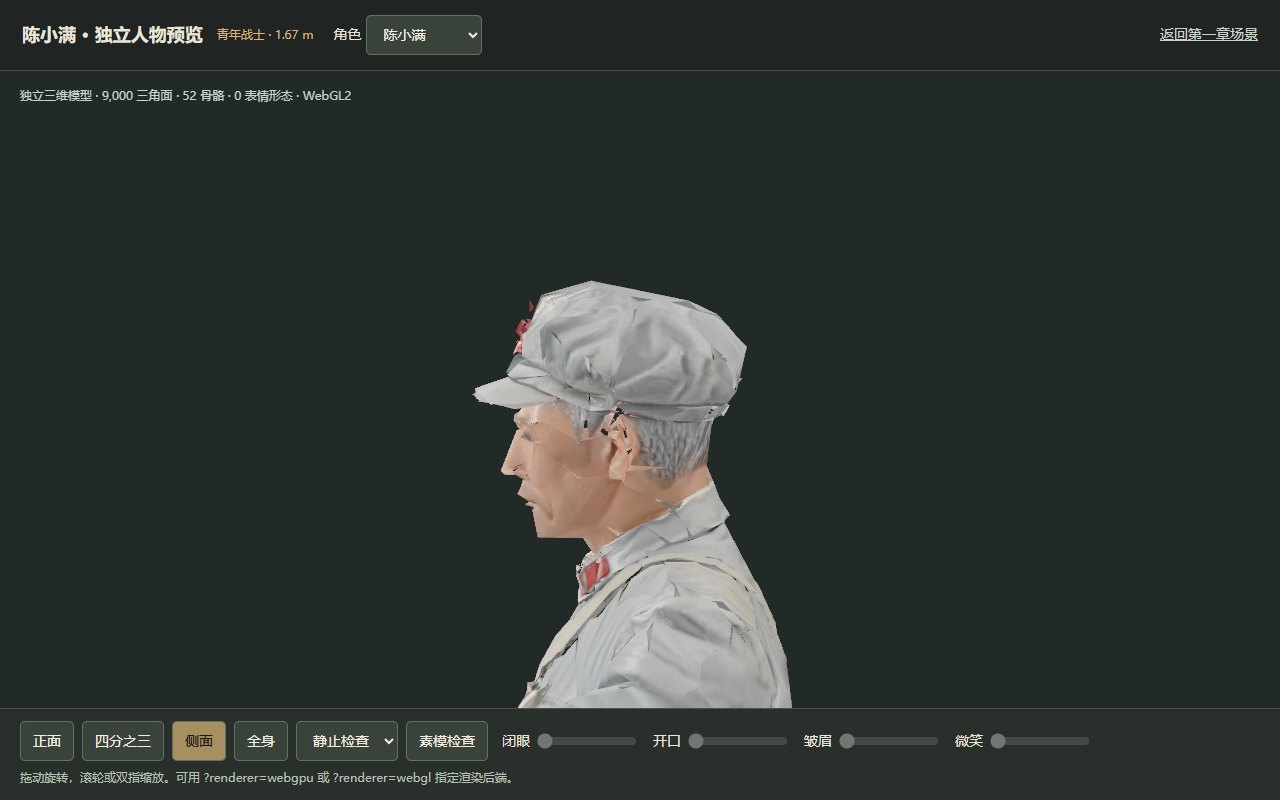 陈小满 • 独立人物预览 青年战士 · 1.67 m 角色 陈小满 返回第一章场景
独立三维模型 · 9,000 三角面 · 52 骨骼 · 0 表情形态 · WebGL2
正面 四分之三 侧面 全身 静止检查 素模检查 闭眼 开口 皱眉 微笑
拖动旋转，滚轮或双指缩放。可用 ?renderer=webgpu 或 ?renderer=webgl 指定渲染后端。